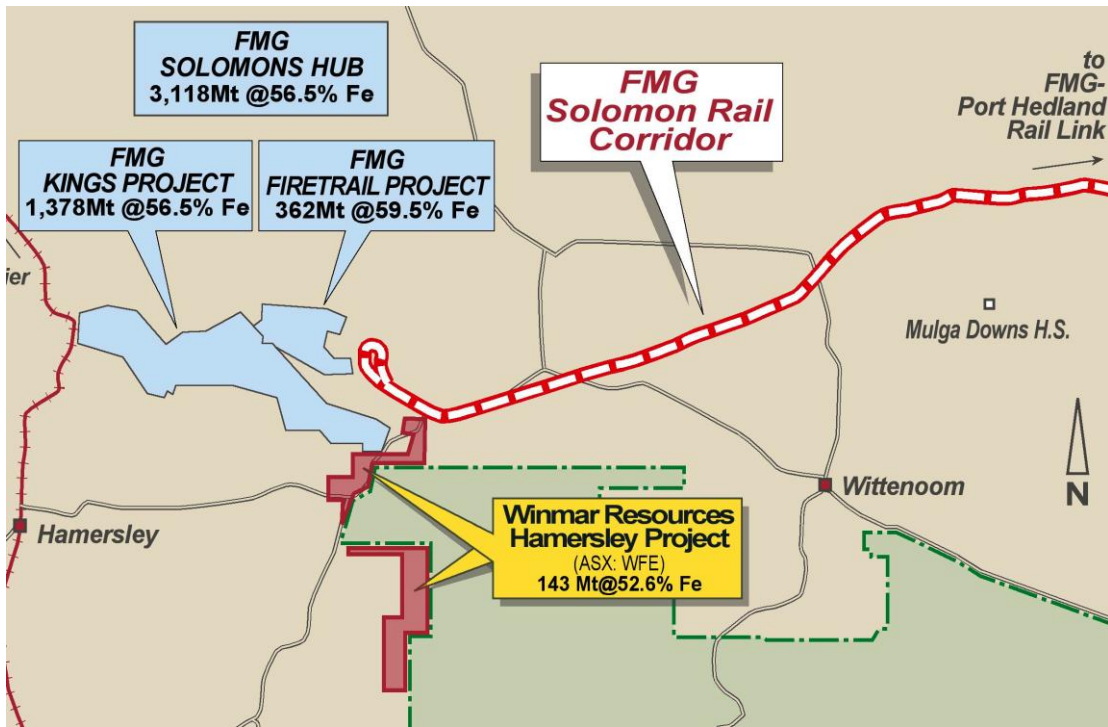 FMG
SOLOMONS HUB
3,118Mt @56.5% Fe
FMG
KINGS PROJECT
1,378Mt @56.5% Fe
FMG
FIRETRAIL PROJECT
362Mt @59.5% Fe
FMG
Solomon Rail
Corridor
to
FMG-
Port Hedland
Rail Link
ier
Mulga Downs H.S.
N
Wittenoom
Hamersley
Winmar Resources
Hamersley Project
(ASX: WFE)
143 Mt@52.6% Fe